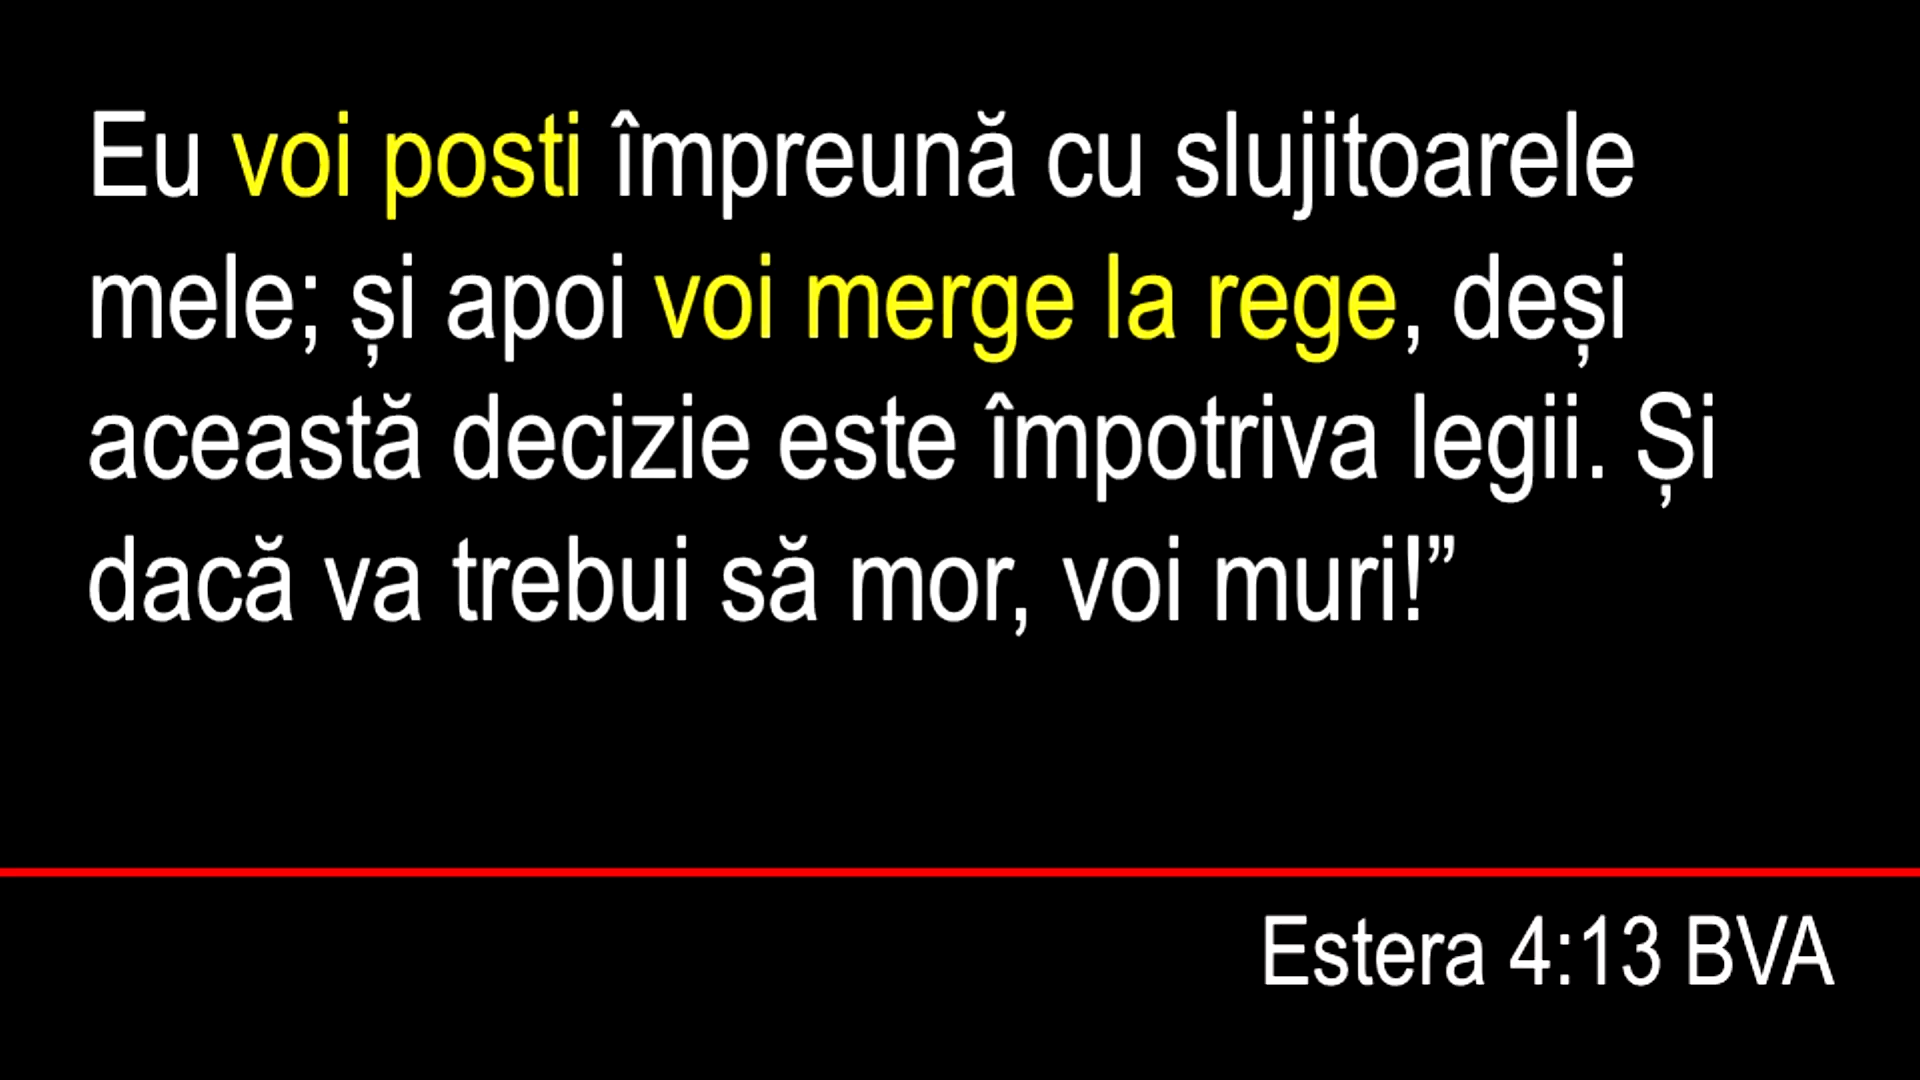 Eu voi posti împreună cu slujitoarele
mele; și apoi voi merge la rege, deși
această decizie este împotriva legii. Și
dacă va trebui să mor, voi muri!”
Estera 4:13 BVA